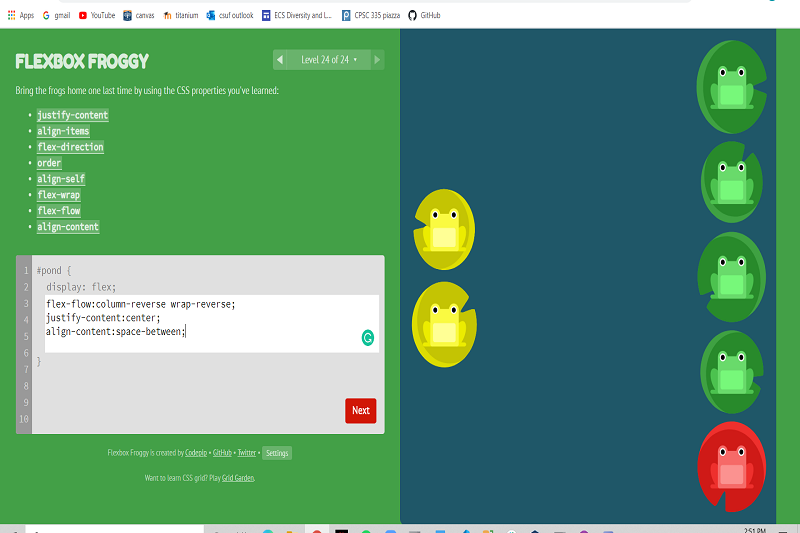 Apps gmail YouTube canvas titanium csuf outlook ECS Diversity and L... CPSC 335 piazza GitHub
FLEXBOX FROGGY
Level 24 of 24
Bring the frogs home one last time by using the CSS properties you've learned:
• justify-content
• align-items
• flex-direction
• order
• align-self
• flex-wrap
• flex-flow
• align-content
1 #pond {
2 display: flex;
3 flex-flow:column-reverse wrap-reverse;
4 justify-content:center;
5 align-content:space-between;
6 }
7
8
9
10
Next
Flexbox Froggy is created by Codepip • GitHub • Twitter • Settings
Want to learn CSS grid? Play Grid Garden.
2:51 PM